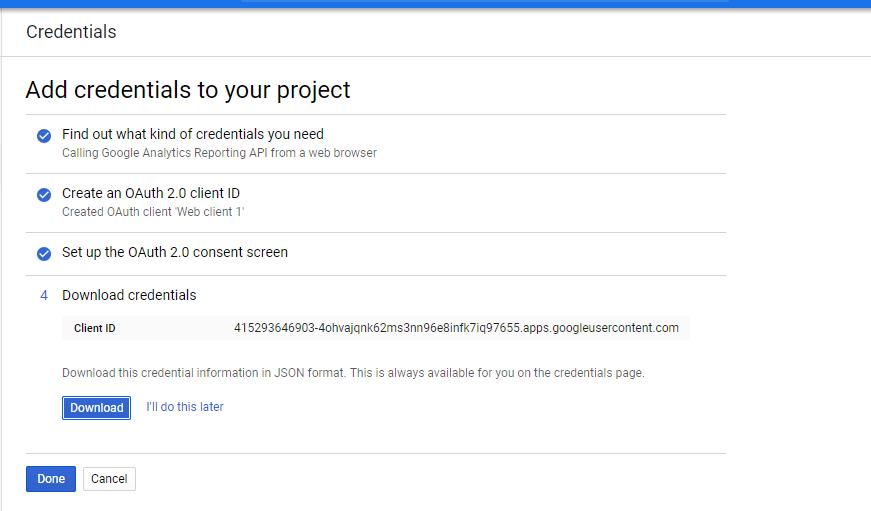 Credentials
Add credentials to your project
Find out what kind of credentials you need
Calling Google Analytics Reporting API from a web browser
Create an OAuth 2.0 client ID
Created OAuth client 'Web client 1'
Set up the OAuth 2.0 consent screen
4 Download credentials
Client ID 415293646903-4ohvajqnk62ms3nn96e8infk7iq97655.apps.googleusercontent.com
Download this credential information in JSON format. This is always available for you on the credentials page.
Download I'll do this later
Done Cancel